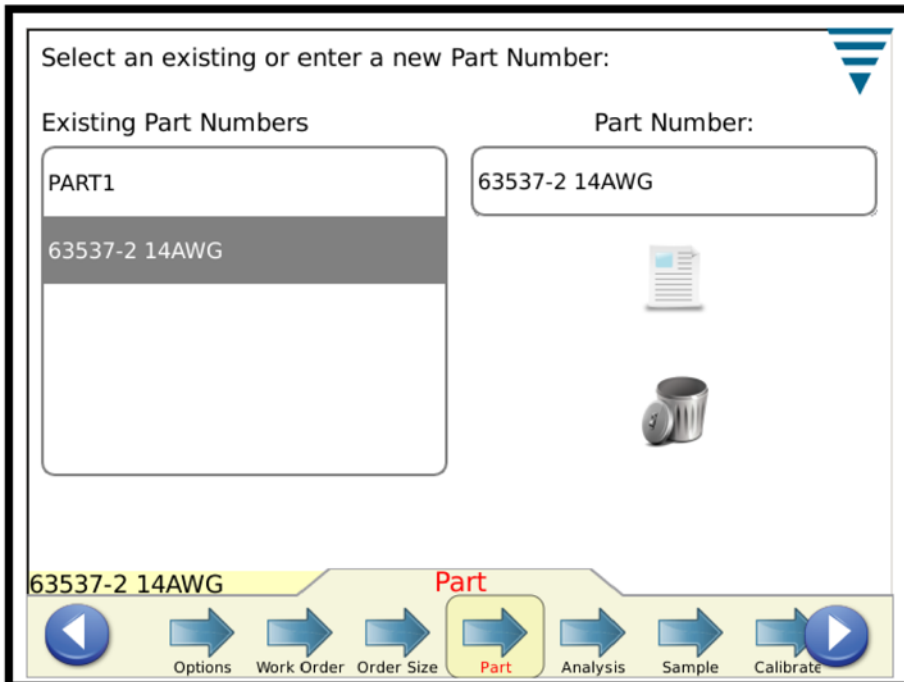 Select an existing or enter a new Part Number:
Existing Part Numbers
Part Number:
PART1
63537-2 14AWG
63537-2 14AWG
63537-2 14AWG
Part
Options
Work Order
Order Size
Part
Analysis
Sample
Calibrate